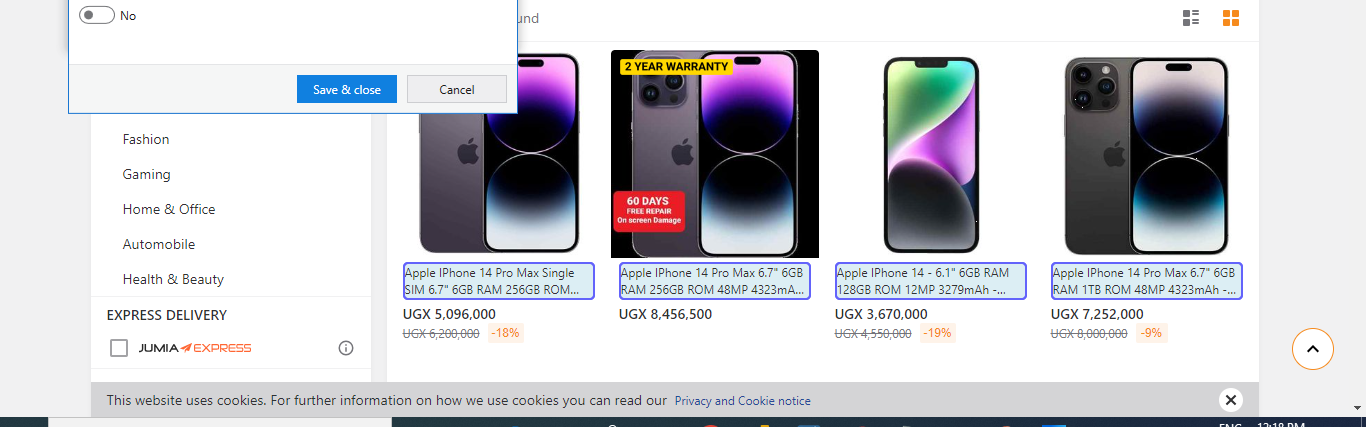 No
und
Save & close
Cancel
Fashion
Gaming
Home & Office
Automobile
Health & Beauty
EXPRESS DELIVERY
JUMIA EXPRESS
2 YEAR WARRANTY
60 DAYS
FREE REPAIR
On screen Damage
Apple IPhone 14 Pro Max Single
SIM 6.7" 6GB RAM 256GB ROM...
UGX 5,096,000
UGX 6,200,000 -18%
Apple IPhone 14 Pro Max 6.7" 6GB
RAM 256GB ROM 48MP 4323mA...
UGX 8,456,500
Apple IPhone 14 - 6.1" 6GB RAM
128GB ROM 12MP 3279mAh -...
UGX 3,670,000
UGX 4,550,000 -19%
Apple IPhone 14 Pro Max 6.7" 6GB
RAM 1TB ROM 48MP 4323mAh -...
UGX 7,252,000
UGX 8,000,000 -9%
This website uses cookies. For further information on how we use cookies you can read our Privacy and Cookie notice
ENG 12:18 PM